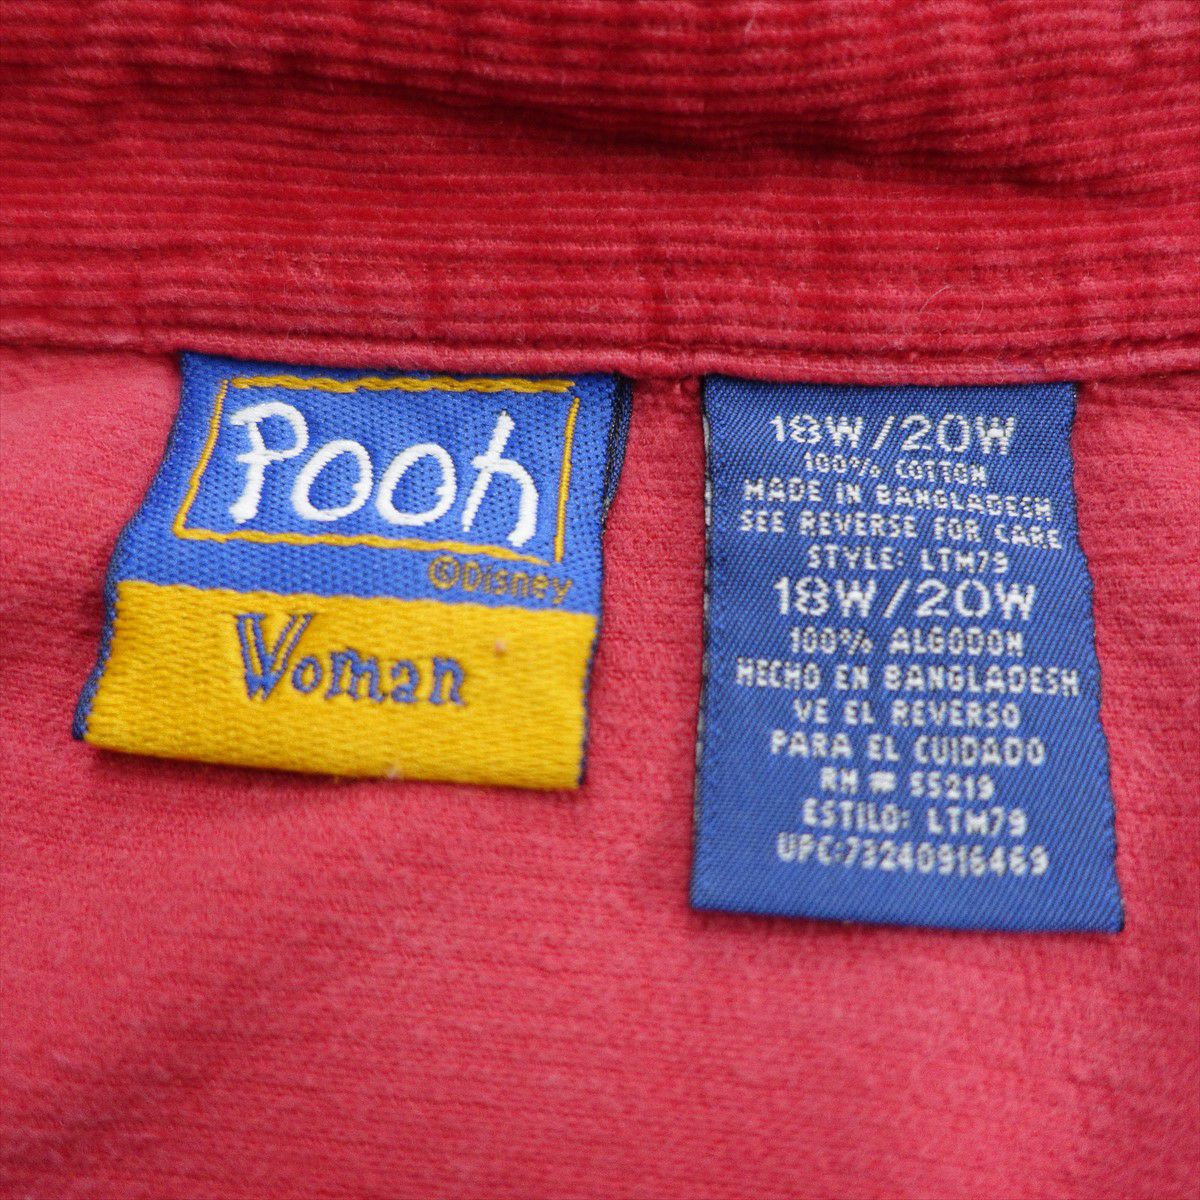 Pooh
©Disney
Woman
18W/20W
100% COTTON
MADE IN BANGLADESH
SEE REVERSE FOR CARE
STYLE: LTM79
18W/20W
100% ALGODON
HECHO EN BANGLADESH
VE EL REVERSO
PARA EL CUIDADO
RN # 55219
ESTILO: LTM79
UPC:73240916469